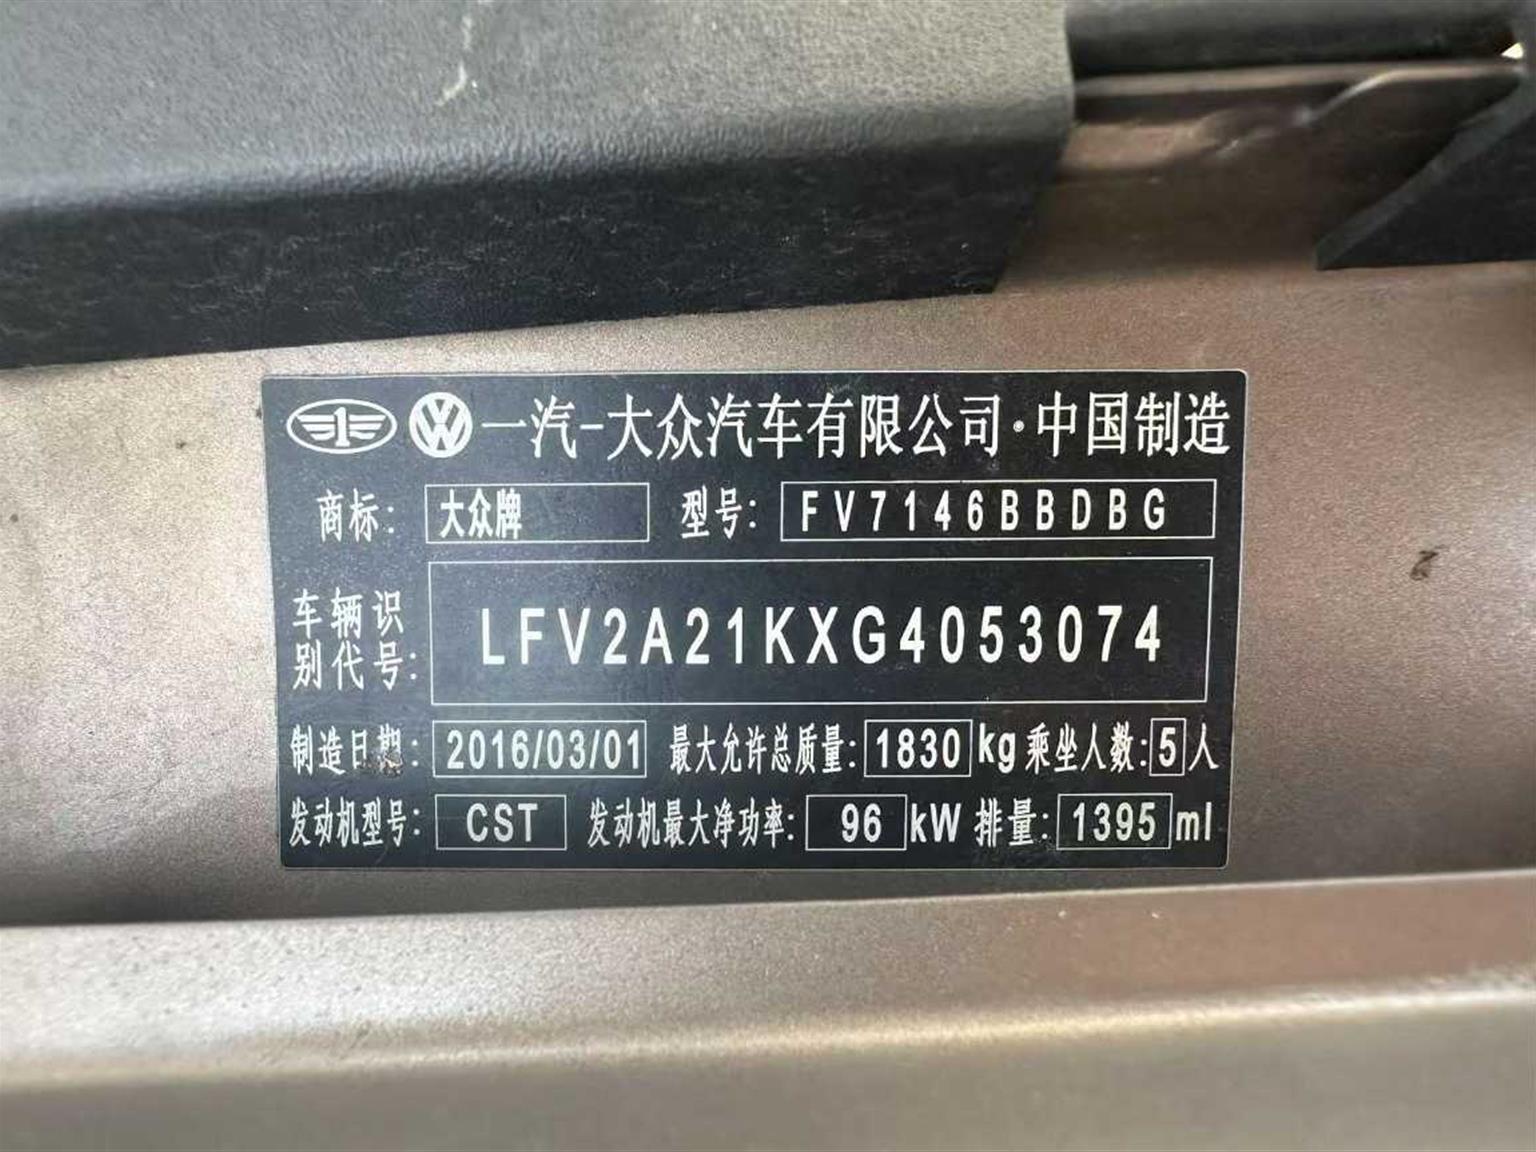 一汽-大众汽车有限公司·中国制造
商标: 大众牌 型号: FV7146BBDBG
车辆识别代号: LFV2A21KXG4053074
制造日期: 2016/03/01 最大允许总质量: 1830 kg 乘坐人数: 5 人
发动机型号: CST 发动机最大净功率: 96 kW 排量: 1395 ml